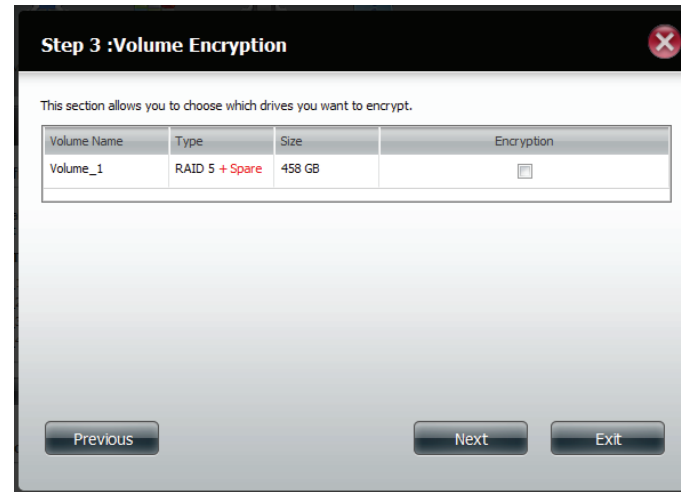 Step 3 :Volume Encryption
This section allows you to choose which drives you want to encrypt.
Volume Name Type Size Encryption
Volume_1 RAID 5 + Spare 458 GB
Previous Next Exit